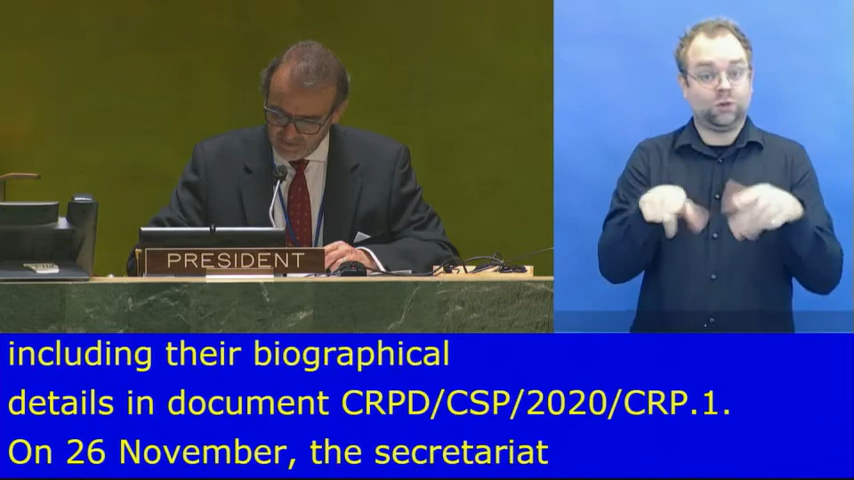 PRESIDENT
including their biographical
details in document CRPD/CSP/2020/CRP.1.
On 26 November, the secretariat